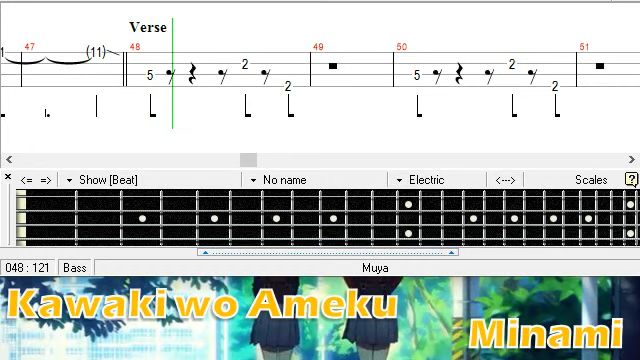 Verse
47 48 49 50 51
1 (11) 5 2 2 5 2 2
<= => Show [Beat] No name Electric <---> Scales ?
048 : 121 Bass Muya
Kawaki wo Ameku
Minami